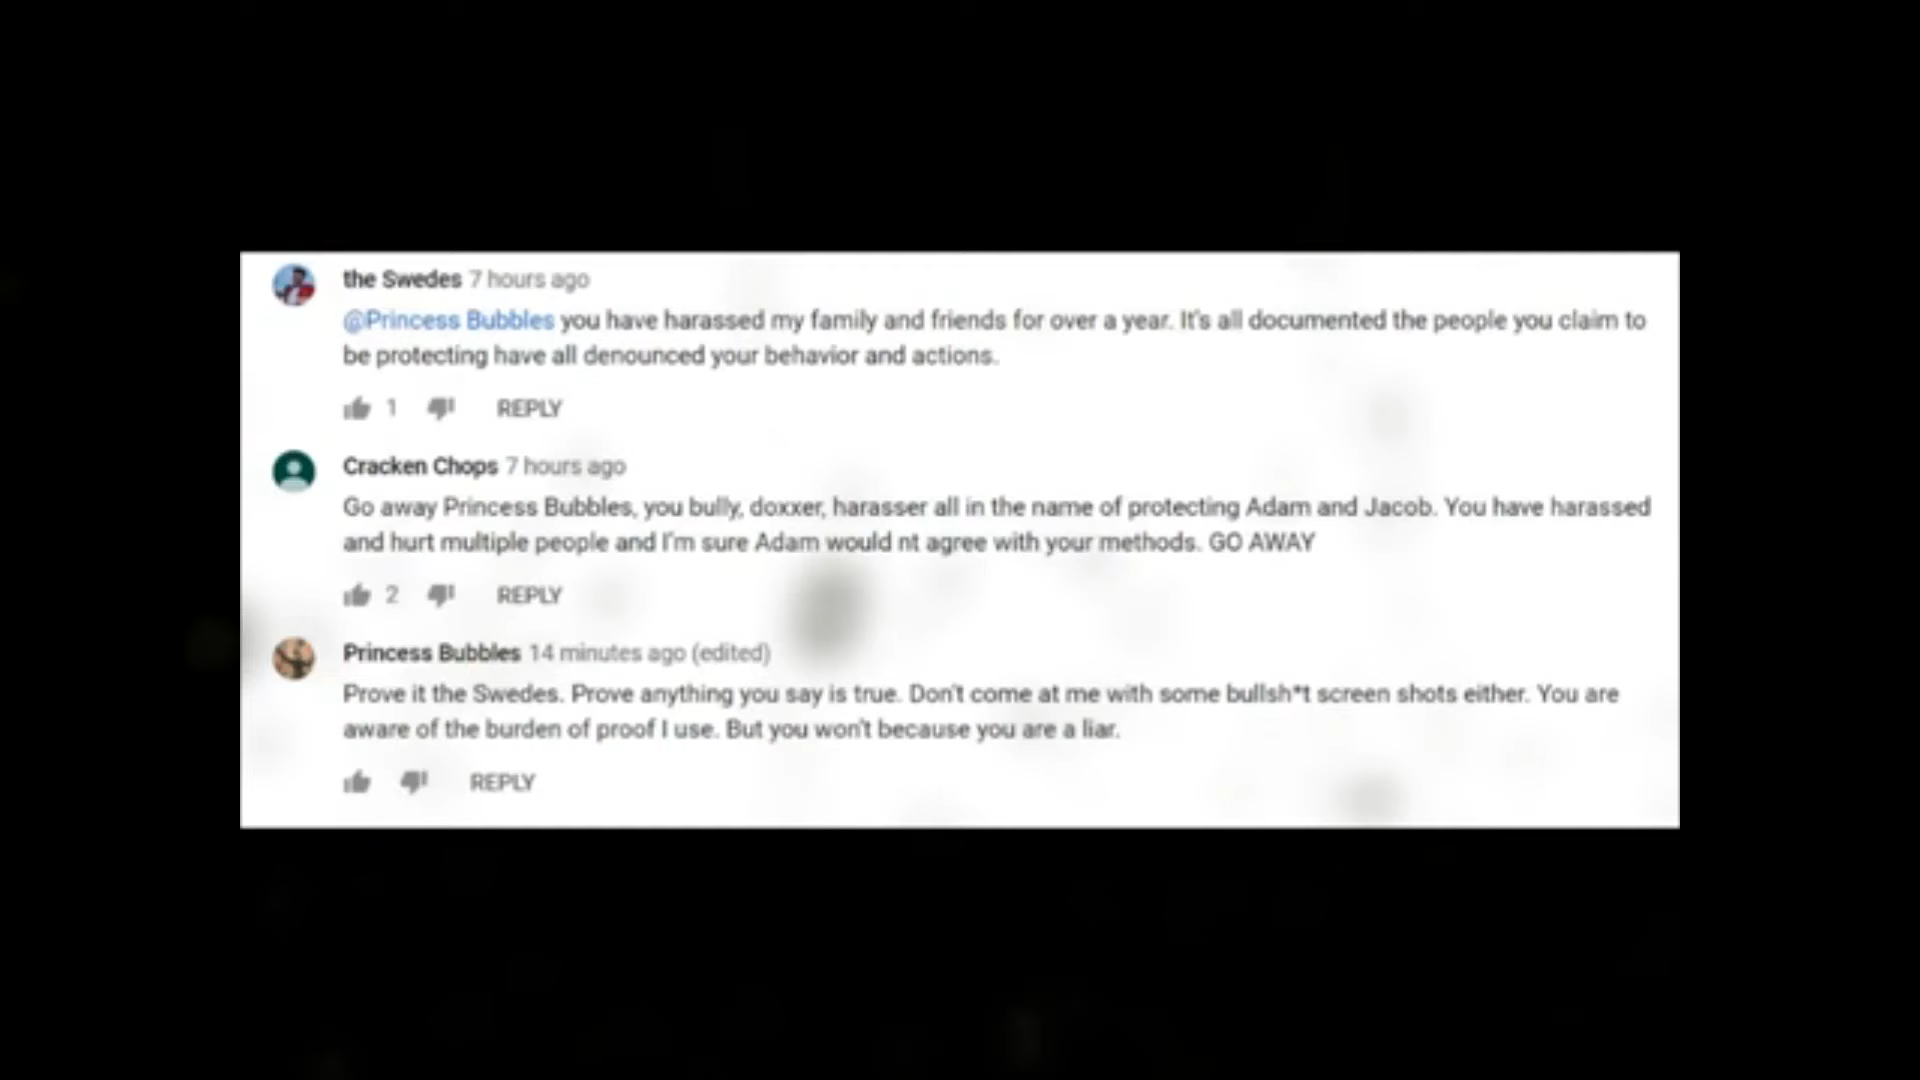 the Swedes 7 hours ago
@Princess Bubbles you have harassed my family and friends for over a year. It's all documented the people you claim to
be protecting have all denounced your behavior and actions.
1 REPLY
Cracken Chops 7 hours ago
Go away Princess Bubbles, you bully, doxxer, harasser all in the name of protecting Adam and Jacob. You have harassed
and hurt multiple people and I'm sure Adam would nt agree with your methods. GO AWAY
2 REPLY
Princess Bubbles 14 minutes ago (edited)
Prove it the Swedes. Prove anything you say is true. Don't come at me with some bullsh*t screen shots either. You are
aware of the burden of proof I use. But you won't because you are a liar.
REPLY